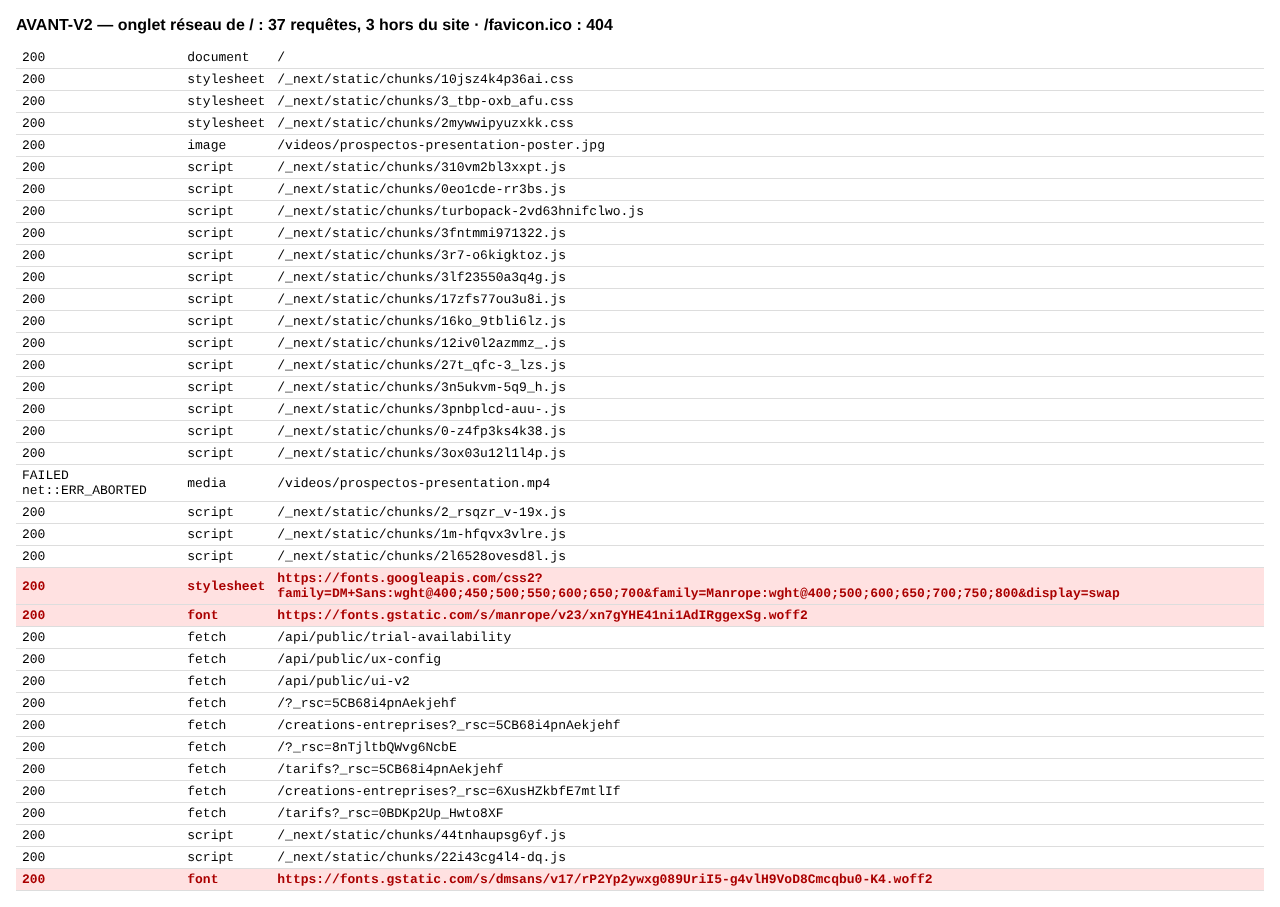 AVANT-V2 — onglet réseau de / : 37 requêtes, 3 hors du site · /favicon.ico : 404
200 document /
200 stylesheet /_next/static/chunks/10jsz4k4p36ai.css
200 stylesheet /_next/static/chunks/3_tbp-oxb_afu.css
200 stylesheet /_next/static/chunks/2mywwipyuzxkk.css
200 image /videos/prospectos-presentation-poster.jpg
200 script /_next/static/chunks/310vm2bl3xxpt.js
200 script /_next/static/chunks/0eo1cde-rr3bs.js
200 script /_next/static/chunks/turbopack-2vd63hnifclwo.js
200 script /_next/static/chunks/3fntmmi971322.js
200 script /_next/static/chunks/3r7-o6kigktoz.js
200 script /_next/static/chunks/3lf23550a3q4g.js
200 script /_next/static/chunks/17zfs77ou3u8i.js
200 script /_next/static/chunks/16ko_9tbli6lz.js
200 script /_next/static/chunks/12iv0l2azmmz_.js
200 script /_next/static/chunks/27t_qfc-3_lzs.js
200 script /_next/static/chunks/3n5ukvm-5q9_h.js
200 script /_next/static/chunks/3pnbplcd-auu-.js
200 script /_next/static/chunks/0-z4fp3ks4k38.js
200 script /_next/static/chunks/3ox03u12l1l4p.js
FAILED
net::ERR_ABORTED media /videos/prospectos-presentation.mp4
200 script /_next/static/chunks/2_rsqzr_v-19x.js
200 script /_next/static/chunks/1m-hfqvx3vlre.js
200 script /_next/static/chunks/2l6528ovesd8l.js
200 stylesheet https://fonts.googleapis.com/css2?
family=DM+Sans:wght@400;450;500;550;600;650;700&family=Manrope:wght@400;500;600;650;700;750;800&display=swap
200 font https://fonts.gstatic.com/s/manrope/v23/xn7gYHE41ni1AdIRggexSg.woff2
200 fetch /api/public/trial-availability
200 fetch /api/public/ux-config
200 fetch /api/public/ui-v2
200 fetch /?_rsc=5CB68i4pnAekjehf
200 fetch /creations-entreprises?_rsc=5CB68i4pnAekjehf
200 fetch /?_rsc=8nTjltbQWvg6NcbE
200 fetch /tarifs?_rsc=5CB68i4pnAekjehf
200 fetch /creations-entreprises?_rsc=6XusHZkbfE7mtlIf
200 fetch /tarifs?_rsc=0BDKp2Up_Hwto8XF
200 script /_next/static/chunks/44tnhaupsg6yf.js
200 script /_next/static/chunks/22i43cg4l4-dq.js
200 font https://fonts.gstatic.com/s/dmsans/v17/rP2Yp2ywxg089UriI5-g4vlH9VoD8Cmcqbu0-K4.woff2